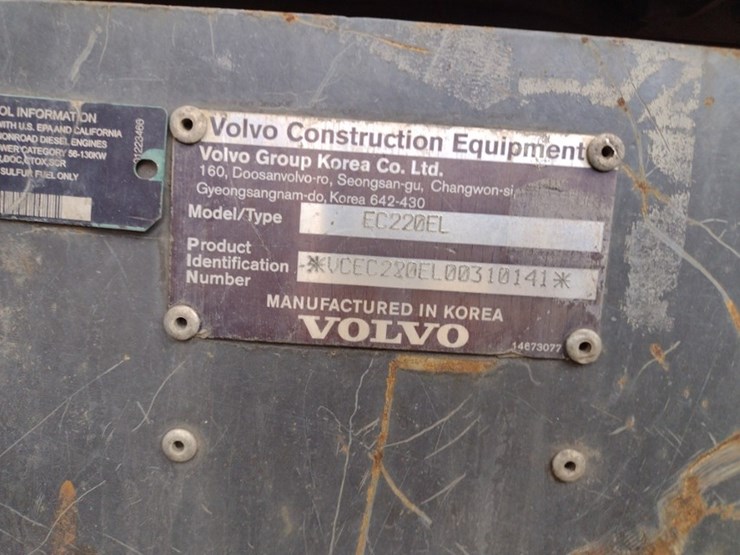 OL INFORMATION
WITH U.S. EPA AND CALIFORNIA
NONROAD DIESEL ENGINES
WER CATEGORY 56-130KW
SULFUR FUEL ONLY
01223466
Volvo Construction Equipment
Volvo Group Korea Co. Ltd.
160, Doosanvolvo-ro, Seongsan-gu, Changwon-si,
Gyeongsangnam-do, Korea 642-430
Model/Type EC220EL
Product
Identification *VCEC220EL00310141*
Number
MANUFACTURED IN KOREA
VOLVO
14673077